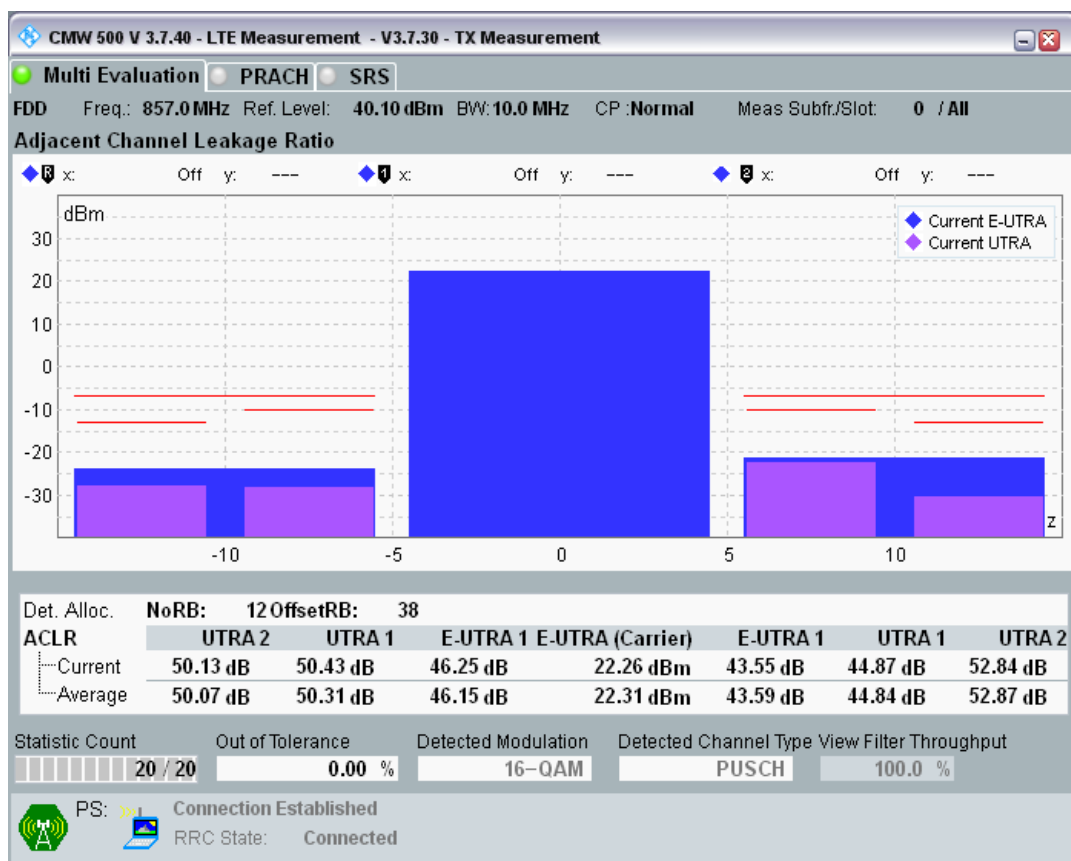 CMW 500 V 3.7.40 - LTE Measurement - V3.7.30 - TX Measurement
Multi Evaluation PRACH SRS
FDD Freq.: 857.0 MHz Ref. Level: 40.10 dBm BW: 10.0 MHz CP :Normal Meas Subfr./Slot: 0 / All
Adjacent Channel Leakage Ratio
R x: Off y: --- 1 x: Off y: --- 2 x: Off y: ---
dBm
Current E-UTRA
Current UTRA
30
20
10
0
-10
-20
-30
z
-10 -5 0 5 10
Det. Alloc. NoRB: 12 OffsetRB: 38
ACLR UTRA 2 UTRA 1 E-UTRA 1 E-UTRA (Carrier) E-UTRA 1 UTRA 1 UTRA 2
Current 50.13 dB 50.43 dB 46.25 dB 22.26 dBm 43.55 dB 44.87 dB 52.84 dB
Average 50.07 dB 50.31 dB 46.15 dB 22.31 dBm 43.59 dB 44.84 dB 52.87 dB
Statistic Count Out of Tolerance Detected Modulation Detected Channel Type View Filter Throughput
20 / 20 0.00 % 16-QAM PUSCH 100.0 %
PS: Connection Established
RRC State: Connected